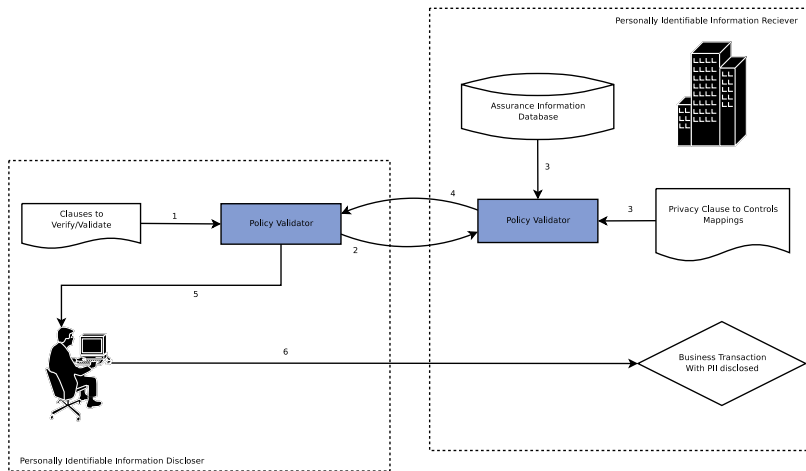 Personally Identifiable Information Reciever
Assurance Information
Database
3
4
Clauses to
Verify/Validate
1
Policy Validator
2
Policy Validator
3
Privacy Clause to Controls
Mappings
5
6
Business Transaction
With PII disclosed
Personally Identifiable Information Discloser